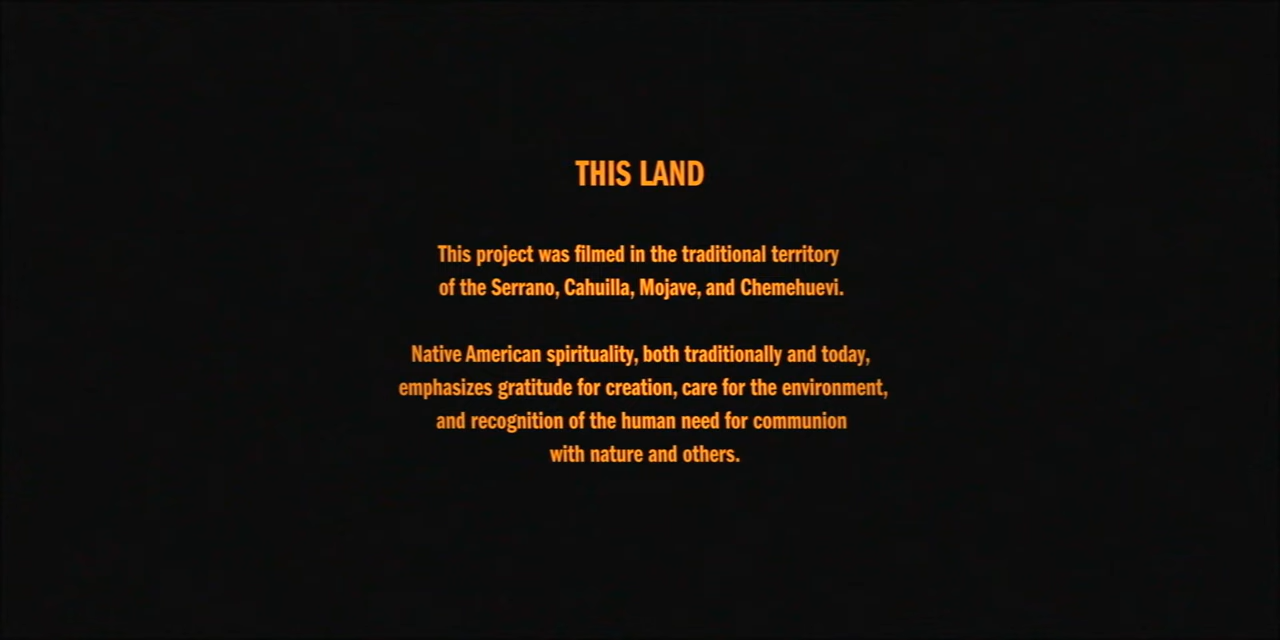 THIS LAND
This project was filmed in the traditional territory
of the Serrano, Cahuilla, Mojave, and Chemehuevi.
Native American spirituality, both traditionally and today,
emphasizes gratitude for creation, care for the environment,
and recognition of the human need for communion
with nature and others.